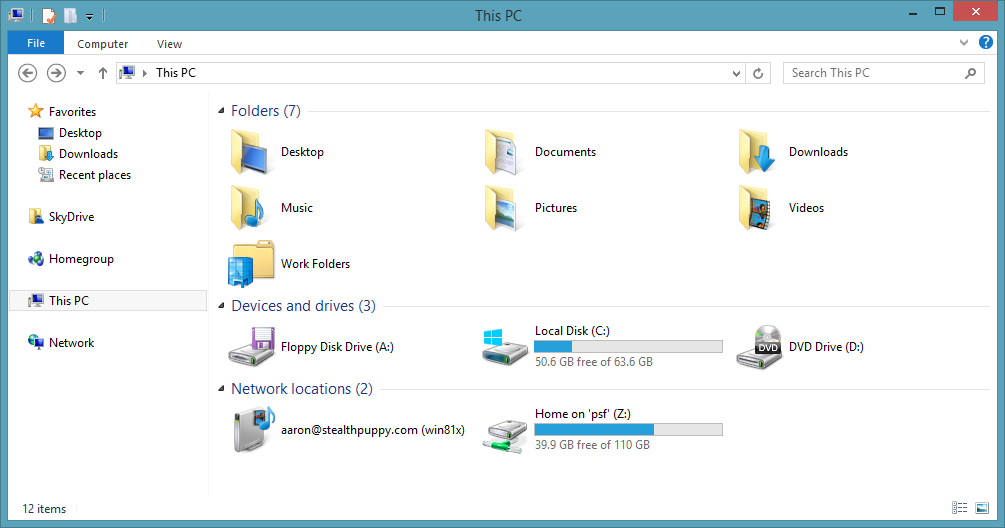 This PC
File Computer View
This PC Search This PC
Favorites
Desktop
Downloads
Recent places
SkyDrive
Homegroup
This PC
Network
Folders (7)
Desktop Documents Downloads
Music Pictures Videos
Work Folders
Devices and drives (3)
Floppy Disk Drive (A:)
Local Disk (C:)
50.6 GB free of 63.6 GB
DVD
DVD Drive (D:)
Network locations (2)
aaron@stealthpuppy.com (win81x)
Home on 'psf' (Z:)
39.9 GB free of 110 GB
12 items